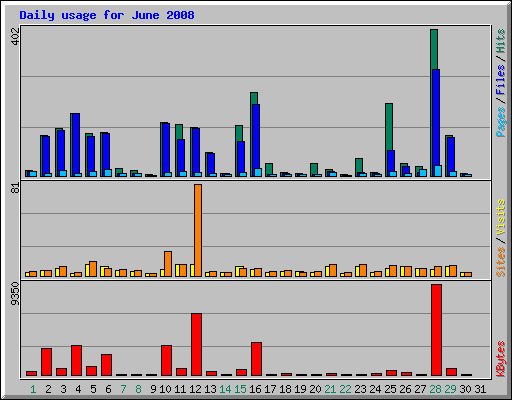 Daily usage for June 2008
402
Pages / Files / Hits
81
Sites / Visits
9350
KBytes
1 2 3 4 5 6 7 8 9 10 11 12 13 14 15 16 17 18 19 20 21 22 23 24 25 26 27 28 29 30 31